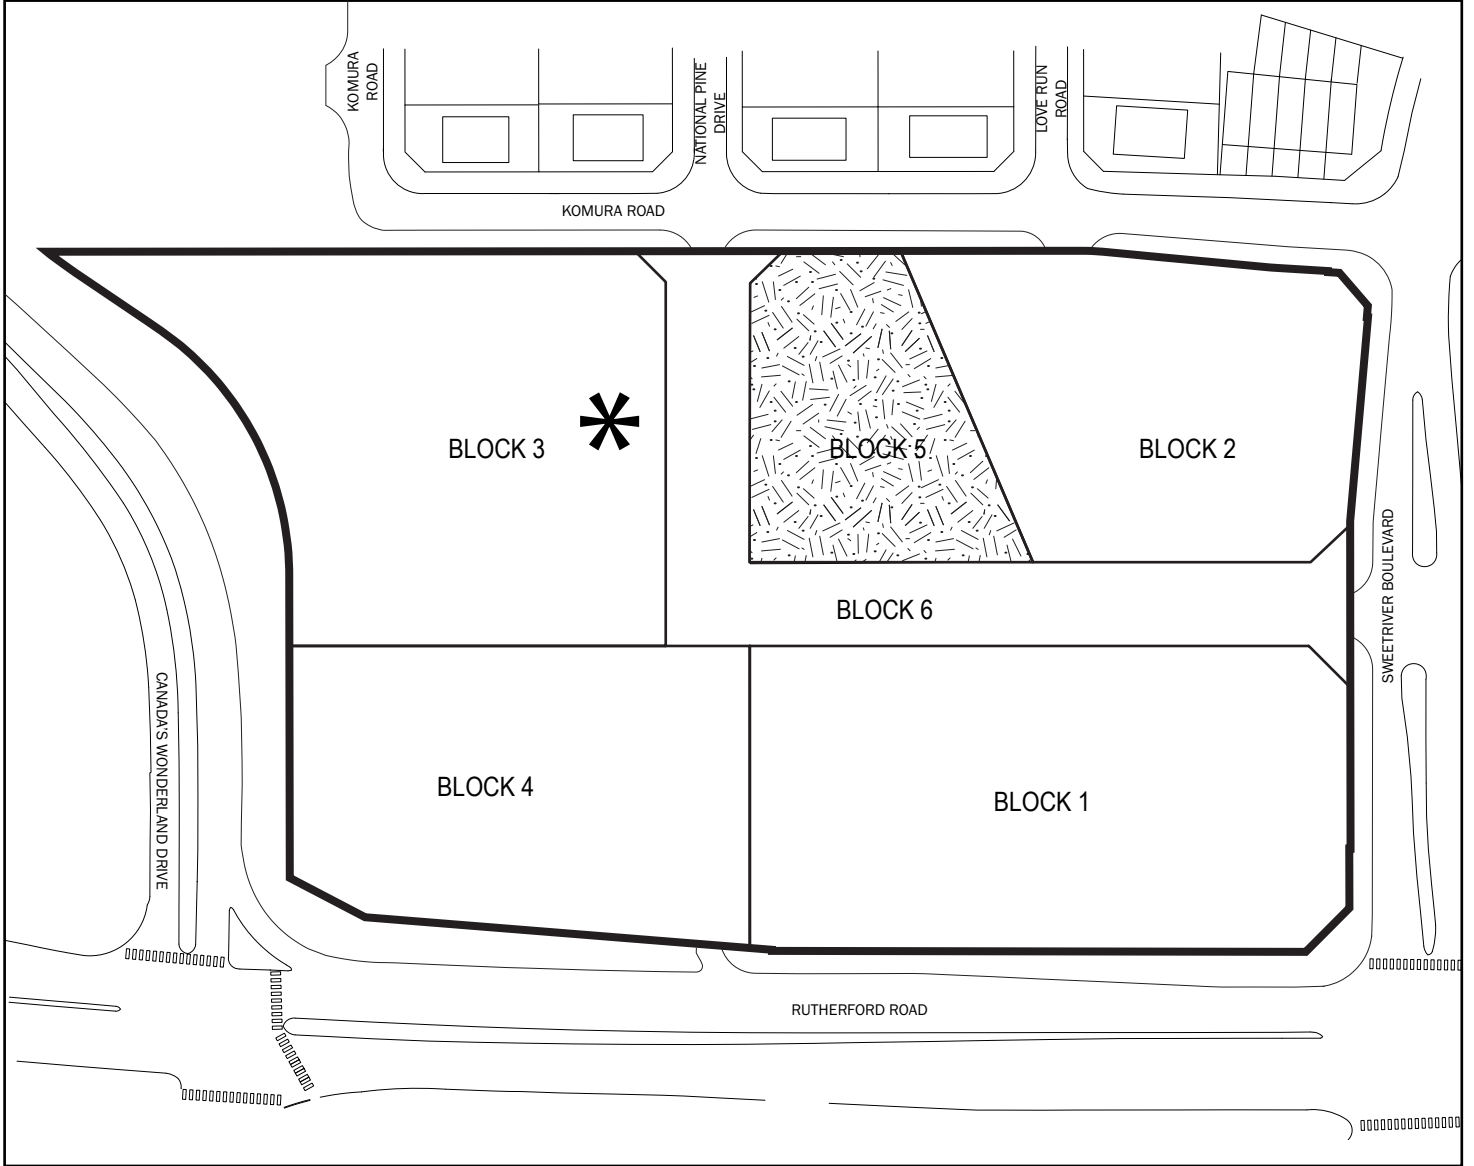 KOMURA
ROAD
NATIONAL PINE
DRIVE
LOVE RUN
ROAD
KOMURA ROAD
BLOCK 3
BLOCK 5
BLOCK 2
BLOCK 6
SWEETRIVER BOULEVARD
CANADA'S WONDERLAND DRIVE
BLOCK 4
BLOCK 1
RUTHERFORD ROAD